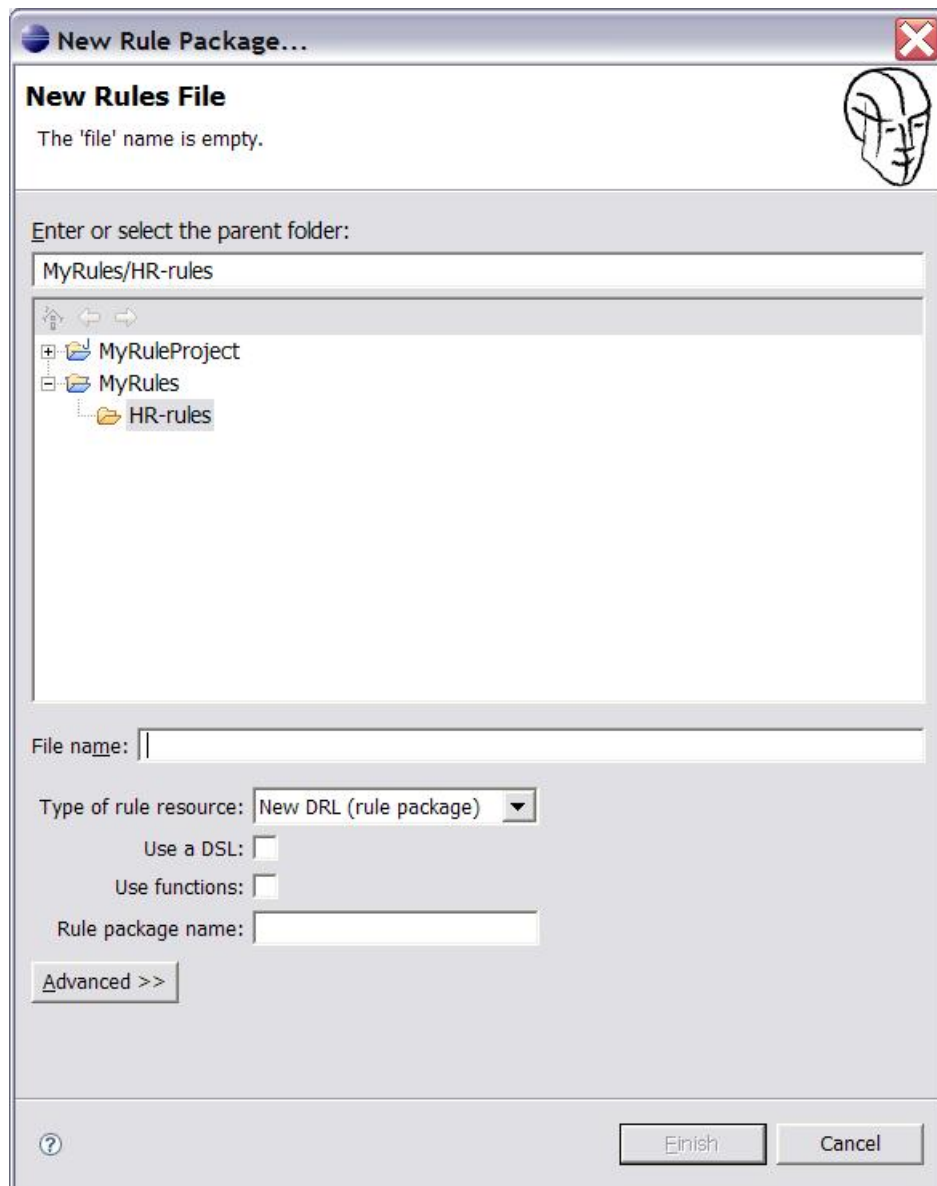 New Rule Package...
New Rules File
The 'file' name is empty.
Enter or select the parent folder:
MyRules/HR-rules
MyRuleProject
MyRules
HR-rules
File name:
Type of rule resource: New DRL (rule package)
Use a DSL:
Use functions:
Rule package name:
Advanced >>
Finish Cancel